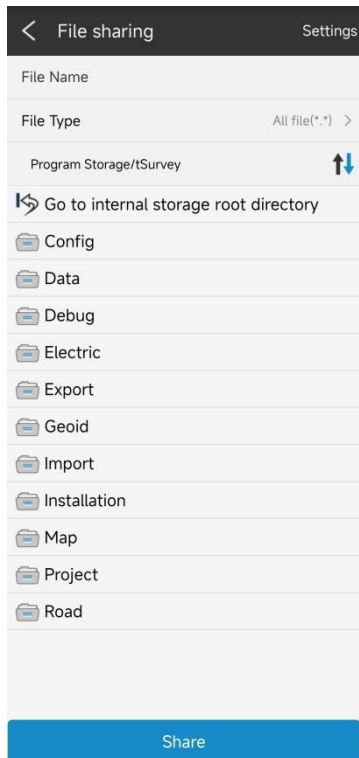 File sharing Settings
File Name
File Type All file(*.*) >
Program Storage/tSurvey
Go to internal storage root directory
Config
Data
Debug
Electric
Export
Geoid
Import
Installation
Map
Project
Road
Share